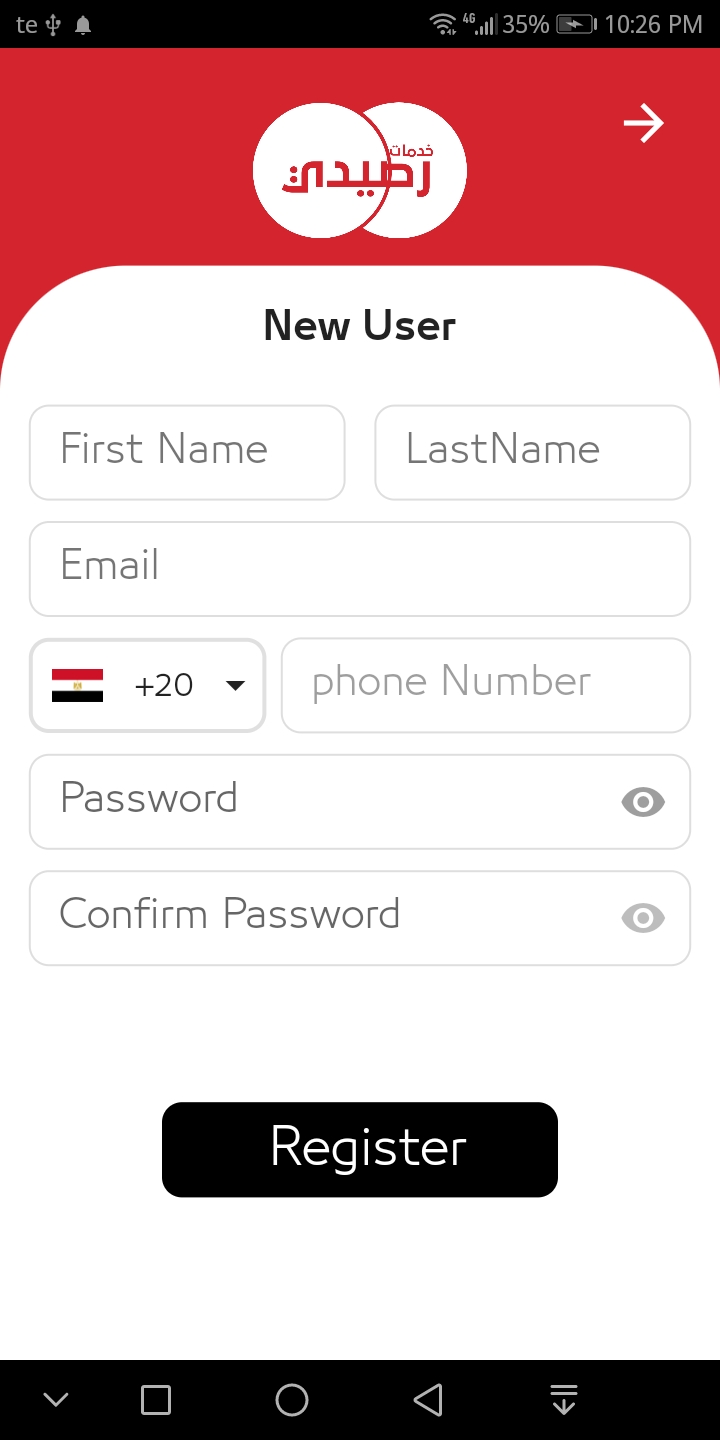 te 4G 35% 10:26 PM
خدمات
رصيدي
New User
First Name LastName
Email
+20 phone Number
Password
Confirm Password
Register